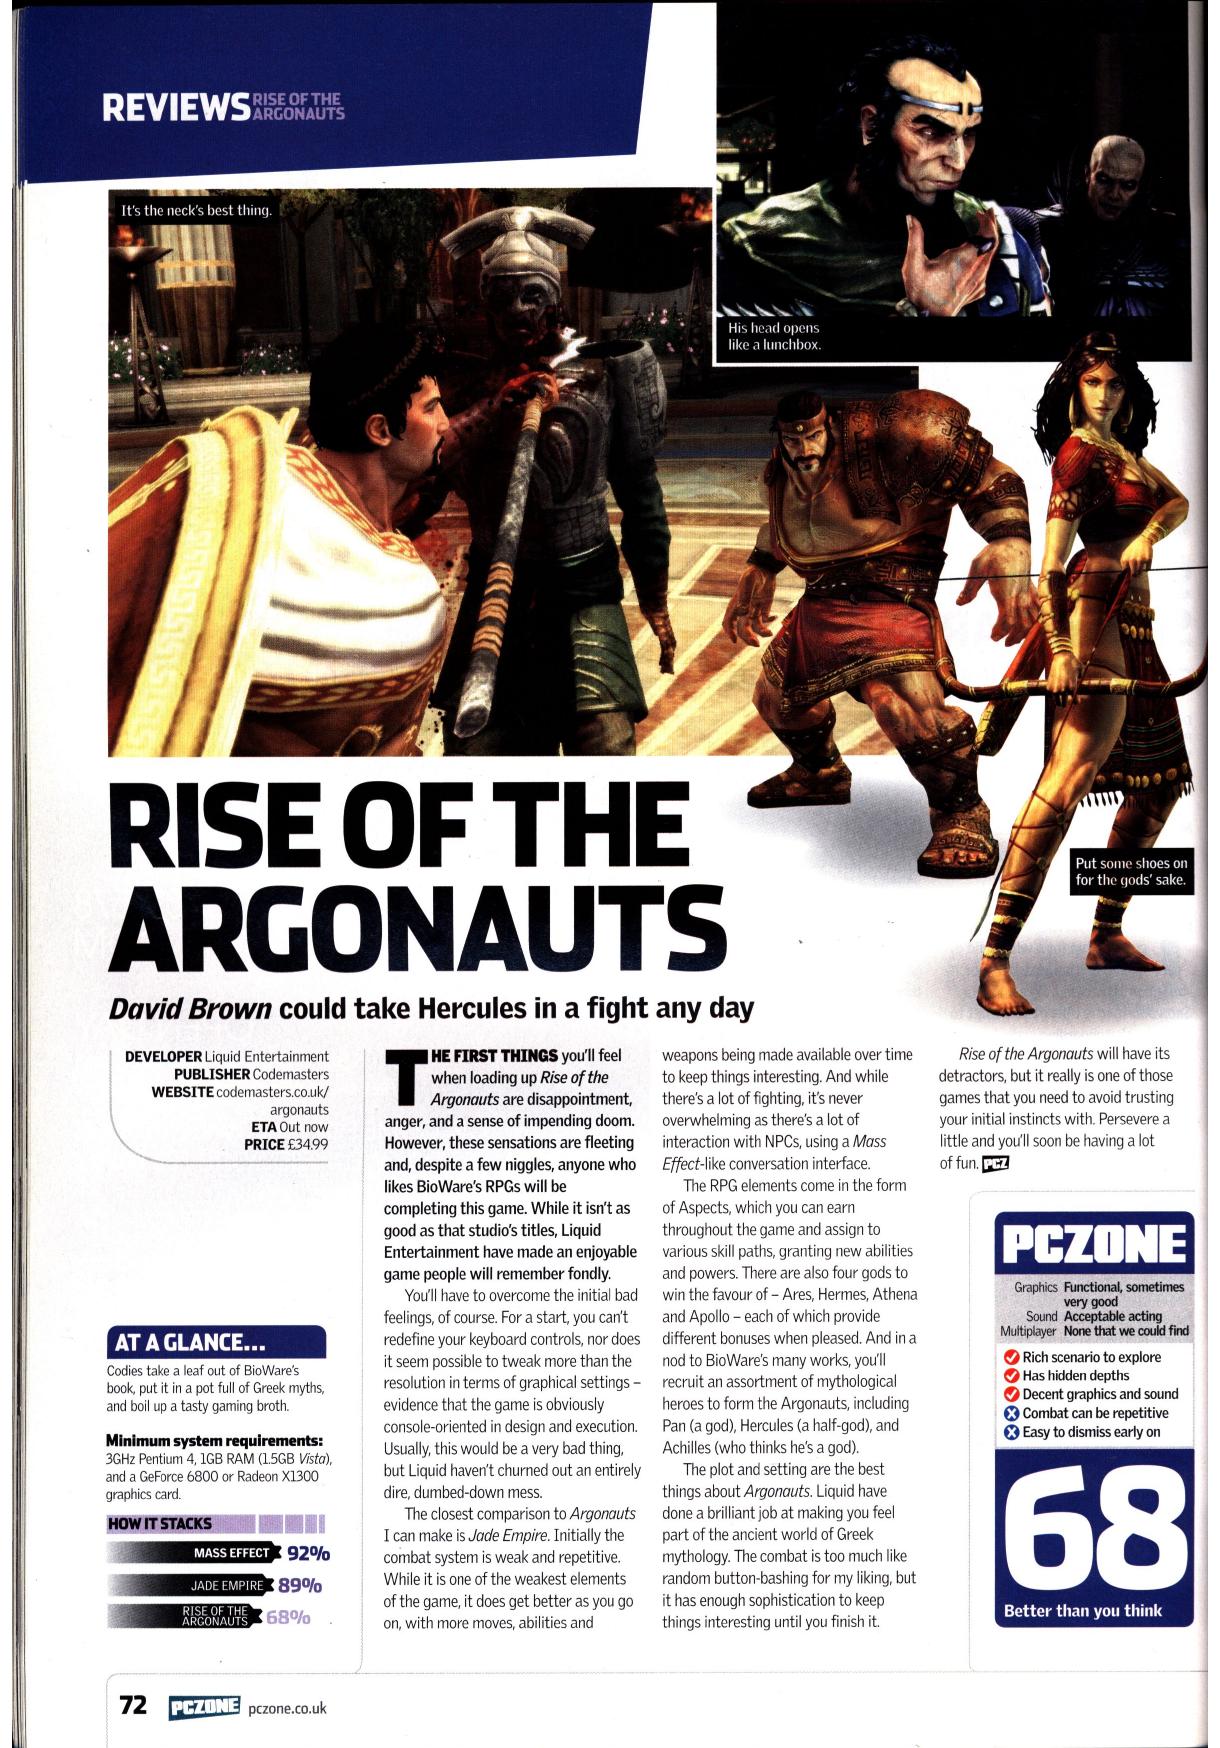 REVIEWS RISE OF THE
ARGONAUTS
It's the neck's best thing.
His head opens
like a lunchbox.
Put some shoes on
for the gods' sake.
RISE OF THE
ARGONAUTS
David Brown could take Hercules in a fight any day
DEVELOPER Liquid Entertainment
PUBLISHER Codemasters
WEBSITE codemasters.co.uk/
argonauts
ETA Out now
PRICE £34.99
AT A GLANCE...
Codies take a leaf out of BioWare's
book, put it in a pot full of Greek myths,
and boil up a tasty gaming broth.
Minimum system requirements:
3GHz Pentium 4, 1GB RAM (1.5GB Vista),
and a GeForce 6800 or Radeon X1300
graphics card.
HOW IT STACKS
MASS EFFECT 92%
JADE EMPIRE 89%
RISE OF THE
ARGONAUTS 68%
THE FIRST THINGS you'll feel
when loading up Rise of the
Argonauts are disappointment,
anger, and a sense of impending doom.
However, these sensations are fleeting
and, despite a few niggles, anyone who
likes BioWare's RPGs will be
completing this game. While it isn't as
good as that studio's titles, Liquid
Entertainment have made an enjoyable
game people will remember fondly.
You'll have to overcome the initial bad
feelings, of course. For a start, you can't
redefine your keyboard controls, nor does
it seem possible to tweak more than the
resolution in terms of graphical settings –
evidence that the game is obviously
console-oriented in design and execution.
Usually, this would be a very bad thing,
but Liquid haven't churned out an entirely
dire, dumbed-down mess.
The closest comparison to Argonauts
I can make is Jade Empire. Initially the
combat system is weak and repetitive.
While it is one of the weakest elements
of the game, it does get better as you go
on, with more moves, abilities and
weapons being made available over time
to keep things interesting. And while
there's a lot of fighting, it's never
overwhelming as there's a lot of
interaction with NPCs, using a Mass
Effect-like conversation interface.
The RPG elements come in the form
of Aspects, which you can earn
throughout the game and assign to
various skill paths, granting new abilities
and powers. There are also four gods to
win the favour of – Ares, Hermes, Athena
and Apollo – each of which provide
different bonuses when pleased. And in a
nod to BioWare's many works, you'll
recruit an assortment of mythological
heroes to form the Argonauts, including
Pan (a god), Hercules (a half-god), and
Achilles (who thinks he's a god).
The plot and setting are the best
things about Argonauts. Liquid have
done a brilliant job at making you feel
part of the ancient world of Greek
mythology. The combat is too much like
random button-bashing for my liking, but
it has enough sophistication to keep
things interesting until you finish it.
Rise of the Argonauts will have its
detractors, but it really is one of those
games that you need to avoid trusting
your initial instincts with. Persevere a
little and you'll soon be having a lot
of fun. PCZ
PCZONE
Graphics Functional, sometimes
very good
Sound Acceptable acting
Multiplayer None that we could find
Rich scenario to explore
Has hidden depths
Decent graphics and sound
Combat can be repetitive
Easy to dismiss early on
68
Better than you think
72 PCZONE pczone.co.uk